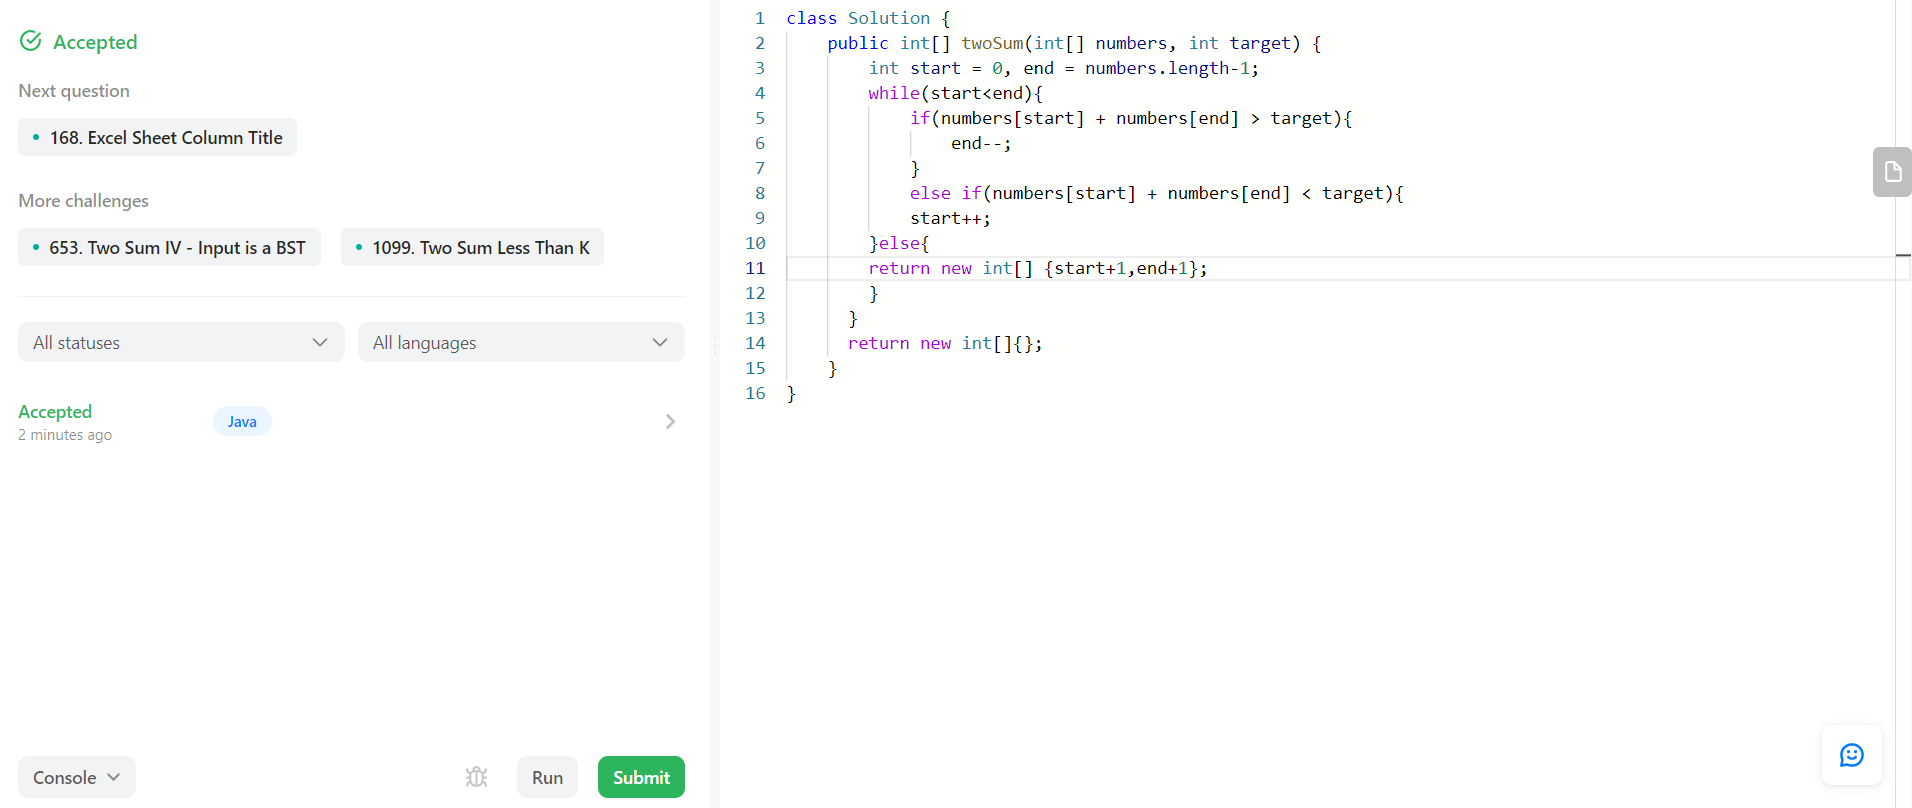 Accepted
Next question
• 168. Excel Sheet Column Title
More challenges
• 653. Two Sum IV - Input is a BST
• 1099. Two Sum Less Than K
All statuses
All languages
Accepted
2 minutes ago
Java
Console
Run
Submit
1 class Solution {
2     public int[] twoSum(int[] numbers, int target) {
3         int start = 0, end = numbers.length-1;
4         while(start<end){
5             if(numbers[start] + numbers[end] > target){
6                 end--;
7             }
8             else if(numbers[start] + numbers[end] < target){
9             start++;
10         }else{
11         return new int[] {start+1,end+1};
12         }
13       }
14       return new int[]{};
15     }
16 }